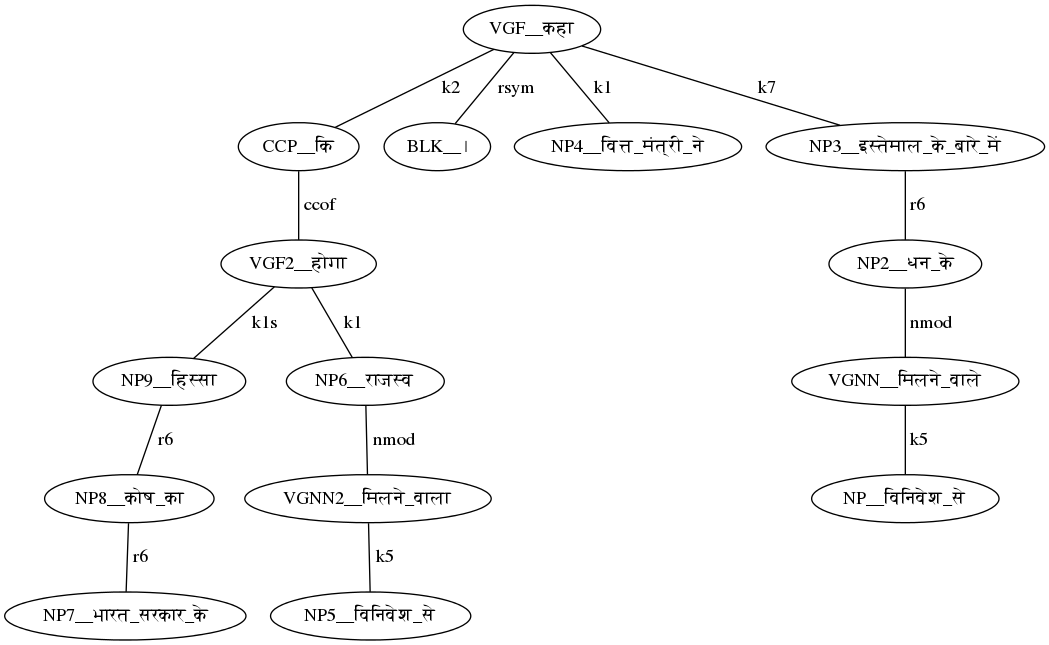 VGF__कहा
k2 rsym k1 k7
CCP__कि BLK__। NP4__वित्त_मंत्री_ने NP3__इस्तेमाल_के_बारे_में
ccof r6
VGF2__होगा NP2__धन_के
k1s k1 nmod
NP9__हिस्सा NP6__राजस्व VGNN__मिलने_वाले
r6 nmod k5
NP8__कोष_का VGNN2__मिलने_वाला NP__विनिवेश_से
r6 k5
NP7__भारत_सरकार_के NP5__विनिवेश_से